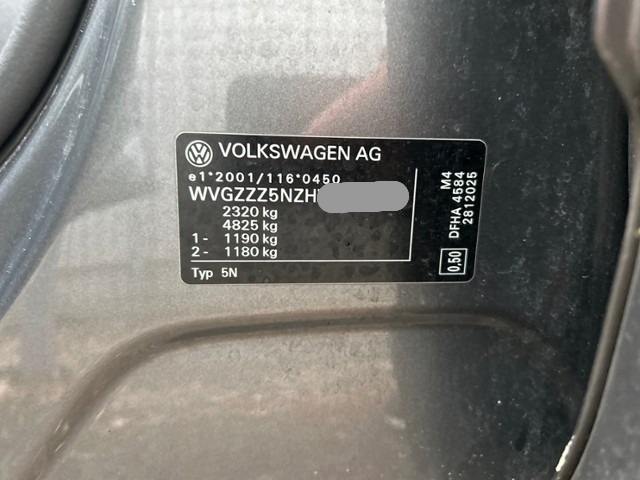 VOLKSWAGEN AG
e1*2001/116*0450
WVGZZZ5NZH
2320 kg
4825 kg
1- 1190 kg
2- 1180 kg
Typ 5N
M4
DFHA 4584
2812025
0,50